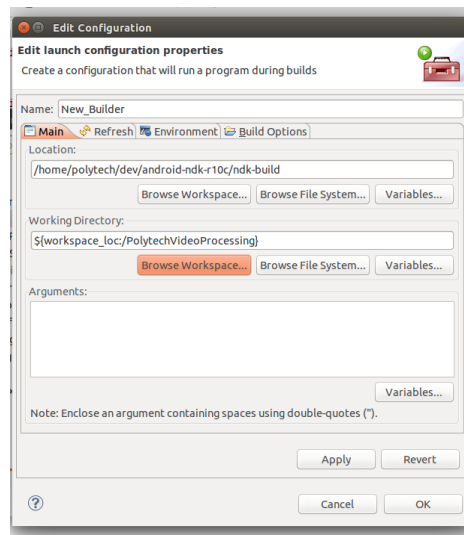 Edit Configuration
Edit launch configuration properties
Create a configuration that will run a program during builds
Name: New_Builder
Main Refresh Environment Build Options
Location:
/home/polytech/dev/android-ndk-r10c/ndk-build
Browse Workspace... Browse File System... Variables...
Working Directory:
${workspace_loc:/PolytechVideoProcessing}
Browse Workspace... Browse File System... Variables...
Arguments:
Variables...
Note: Enclose an argument containing spaces using double-quotes (").
Apply Revert
Cancel OK